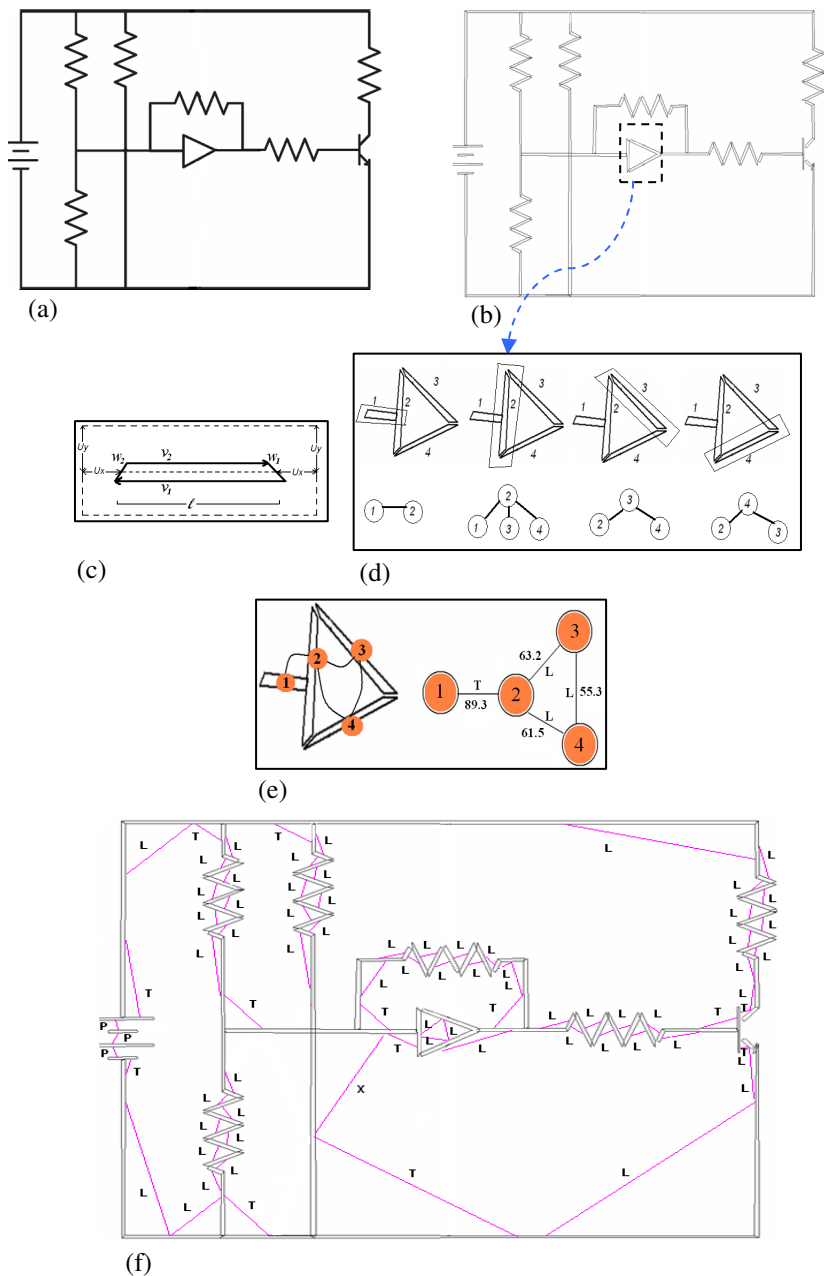 (a)
(b)
Uy
Ux
w2
v2
w1
Ux
Uy
v1
l
(c)
1 2 3 4
1 2 3 4
1 2 3 4
1 2 3 4
1 2
2 1 3 4
3 2 4
4 2 3
(d)
1 2 3 4
1 T 89.3 2
63.2 L 3
L 55.3
L 61.5 4
(e)
L T L T L L
L L L L L L
L L L L L L
L L L L L L
L L L L
L L L L
T T T T
P P P T
L L L L
L L L L
T L L L
X
L L L L
L L T L
L L T
(f)